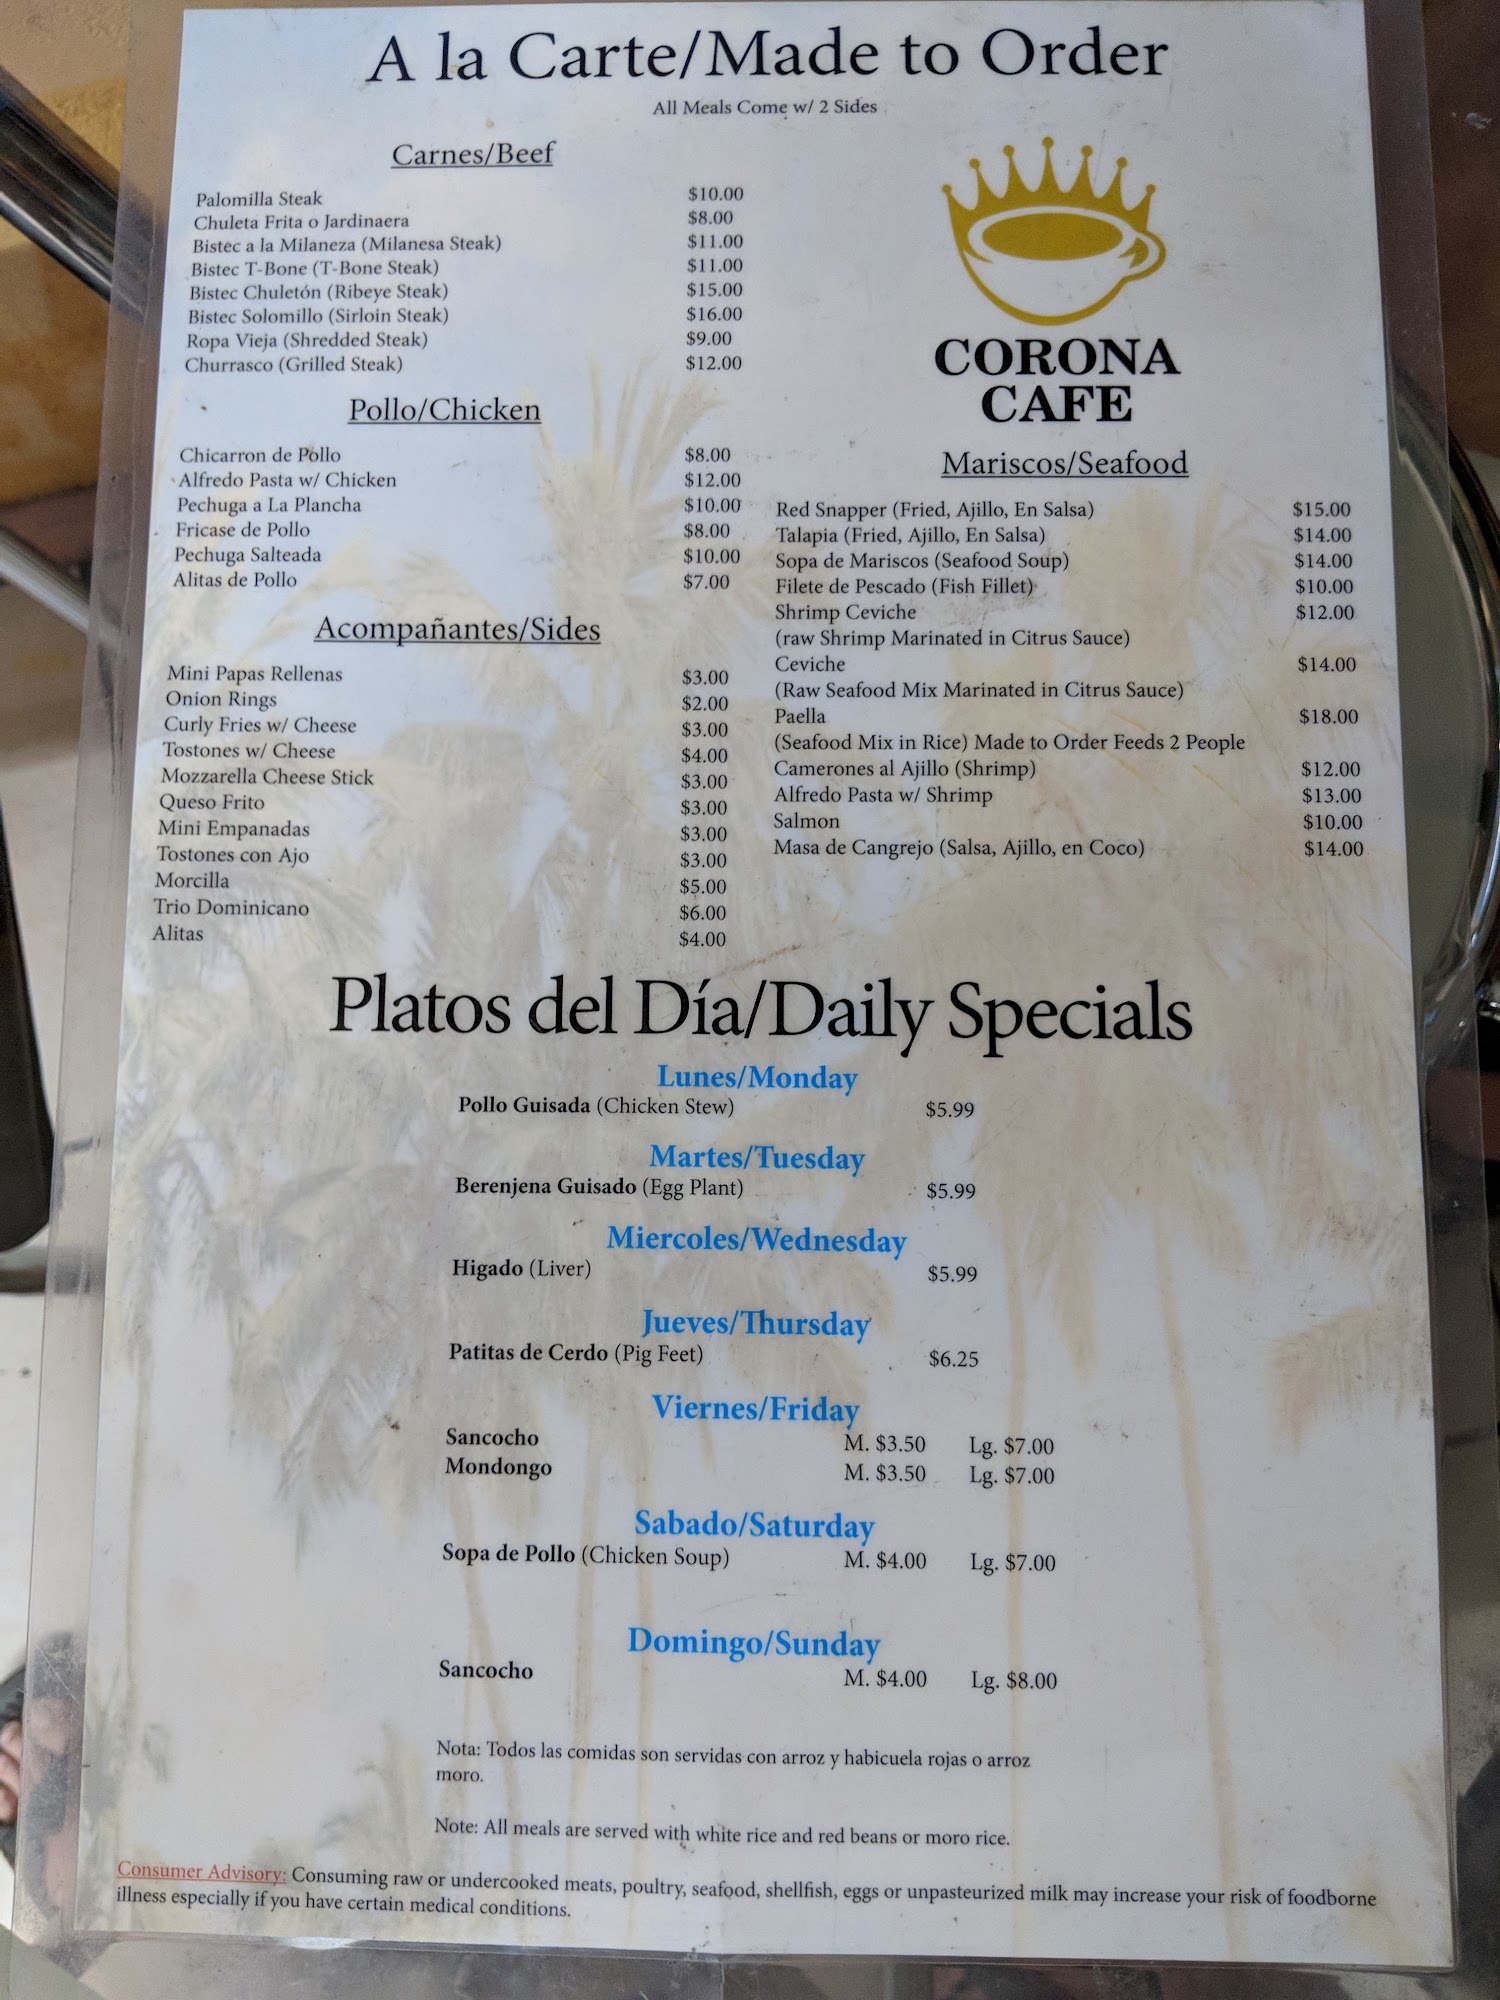 A la Carte/Made to Order
All Meals Come w/ 2 Sides
Carnes/Beef
Palomilla Steak $10.00
Chuleta Frita o Jardinaera $8.00
Bistec a la Milaneza (Milanesa Steak) $11.00
Bistec T-Bone (T-Bone Steak) $11.00
Bistec Chuletón (Ribeye Steak) $15.00
Bistec Solomillo (Sirloin Steak) $16.00
Ropa Vieja (Shredded Steak) $9.00
Churrasco (Grilled Steak) $12.00
Pollo/Chicken
Chicarron de Pollo $8.00
Alfredo Pasta w/ Chicken $12.00
Pechuga a La Plancha $10.00
Fricase de Pollo $8.00
Pechuga Salteada $10.00
Alitas de Pollo $7.00
Acompañantes/Sides
Mini Papas Rellenas $3.00
Onion Rings $2.00
Curly Fries w/ Cheese $3.00
Tostones w/ Cheese $4.00
Mozzarella Cheese Stick $3.00
Queso Frito $3.00
Mini Empanadas $3.00
Tostones con Ajo $3.00
Morcilla $5.00
Trio Dominicano $6.00
Alitas $4.00
CORONA
CAFE
Mariscos/Seafood
Red Snapper (Fried, Ajillo, En Salsa) $15.00
Talapia (Fried, Ajillo, En Salsa) $14.00
Sopa de Mariscos (Seafood Soup) $14.00
Filete de Pescado (Fish Fillet) $10.00
Shrimp Ceviche $12.00
(raw Shrimp Marinated in Citrus Sauce)
Ceviche $14.00
(Raw Seafood Mix Marinated in Citrus Sauce)
Paella $18.00
(Seafood Mix in Rice) Made to Order Feeds 2 People
Camerones al Ajillo (Shrimp) $12.00
Alfredo Pasta w/ Shrimp $13.00
Salmon $10.00
Masa de Cangrejo (Salsa, Ajillo, en Coco) $14.00
Platos del Día/Daily Specials
Lunes/Monday
Pollo Guisada (Chicken Stew) $5.99
Martes/Tuesday
Berenjena Guisado (Egg Plant) $5.99
Miercoles/Wednesday
Higado (Liver) $5.99
Jueves/Thursday
Patitas de Cerdo (Pig Feet) $6.25
Viernes/Friday
Sancocho M. $3.50 Lg. $7.00
Mondongo M. $3.50 Lg. $7.00
Sabado/Saturday
Sopa de Pollo (Chicken Soup) M. $4.00 Lg. $7.00
Domingo/Sunday
Sancocho M. $4.00 Lg. $8.00
Nota: Todos las comidas son servidas con arroz y habicuela rojas o arroz
moro.
Note: All meals are served with white rice and red beans or moro rice.
Consumer Advisory: Consuming raw or undercooked meats, poultry, seafood, shellfish, eggs or unpasteurized milk may increase your risk of foodborne
illness especially if you have certain medical conditions.